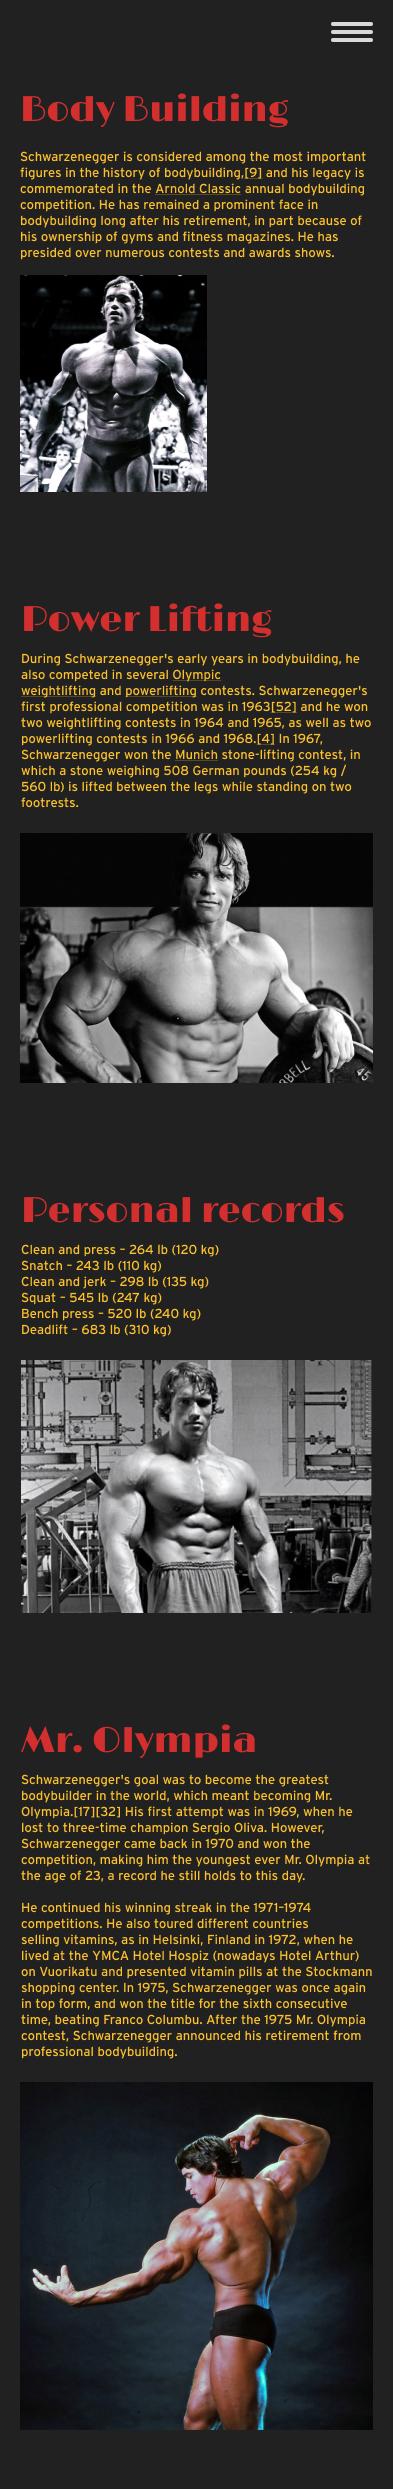 Body Building
Schwarzenegger is considered among the most important
figures in the history of bodybuilding,[9] and his legacy is
commemorated in the Arnold Classic annual bodybuilding
competition. He has remained a prominent face in
bodybuilding long after his retirement, in part because of
his ownership of gyms and fitness magazines. He has
presided over numerous contests and awards shows.
Power Lifting
During Schwarzenegger's early years in bodybuilding, he
also competed in several Olympic
weightlifting and powerlifting contests. Schwarzenegger's
first professional competition was in 1963[52] and he won
two weightlifting contests in 1964 and 1965, as well as two
powerlifting contests in 1966 and 1968.[4] In 1967,
Schwarzenegger won the Munich stone-lifting contest, in
which a stone weighing 508 German pounds (254 kg /
560 lb) is lifted between the legs while standing on two
footrests.
RBELL 45
Personal records
Clean and press – 264 lb (120 kg)
Snatch – 243 lb (110 kg)
Clean and jerk – 298 lb (135 kg)
Squat – 545 lb (247 kg)
Bench press – 520 lb (240 kg)
Deadlift – 683 lb (310 kg)
Mr. Olympia
Schwarzenegger's goal was to become the greatest
bodybuilder in the world, which meant becoming Mr.
Olympia.[17][32] His first attempt was in 1969, when he
lost to three-time champion Sergio Oliva. However,
Schwarzenegger came back in 1970 and won the
competition, making him the youngest ever Mr. Olympia at
the age of 23, a record he still holds to this day.
He continued his winning streak in the 1971–1974
competitions. He also toured different countries
selling vitamins, as in Helsinki, Finland in 1972, when he
lived at the YMCA Hotel Hospiz (nowadays Hotel Arthur)
on Vuorikatu and presented vitamin pills at the Stockmann
shopping center. In 1975, Schwarzenegger was once again
in top form, and won the title for the sixth consecutive
time, beating Franco Columbu. After the 1975 Mr. Olympia
contest, Schwarzenegger announced his retirement from
professional bodybuilding.